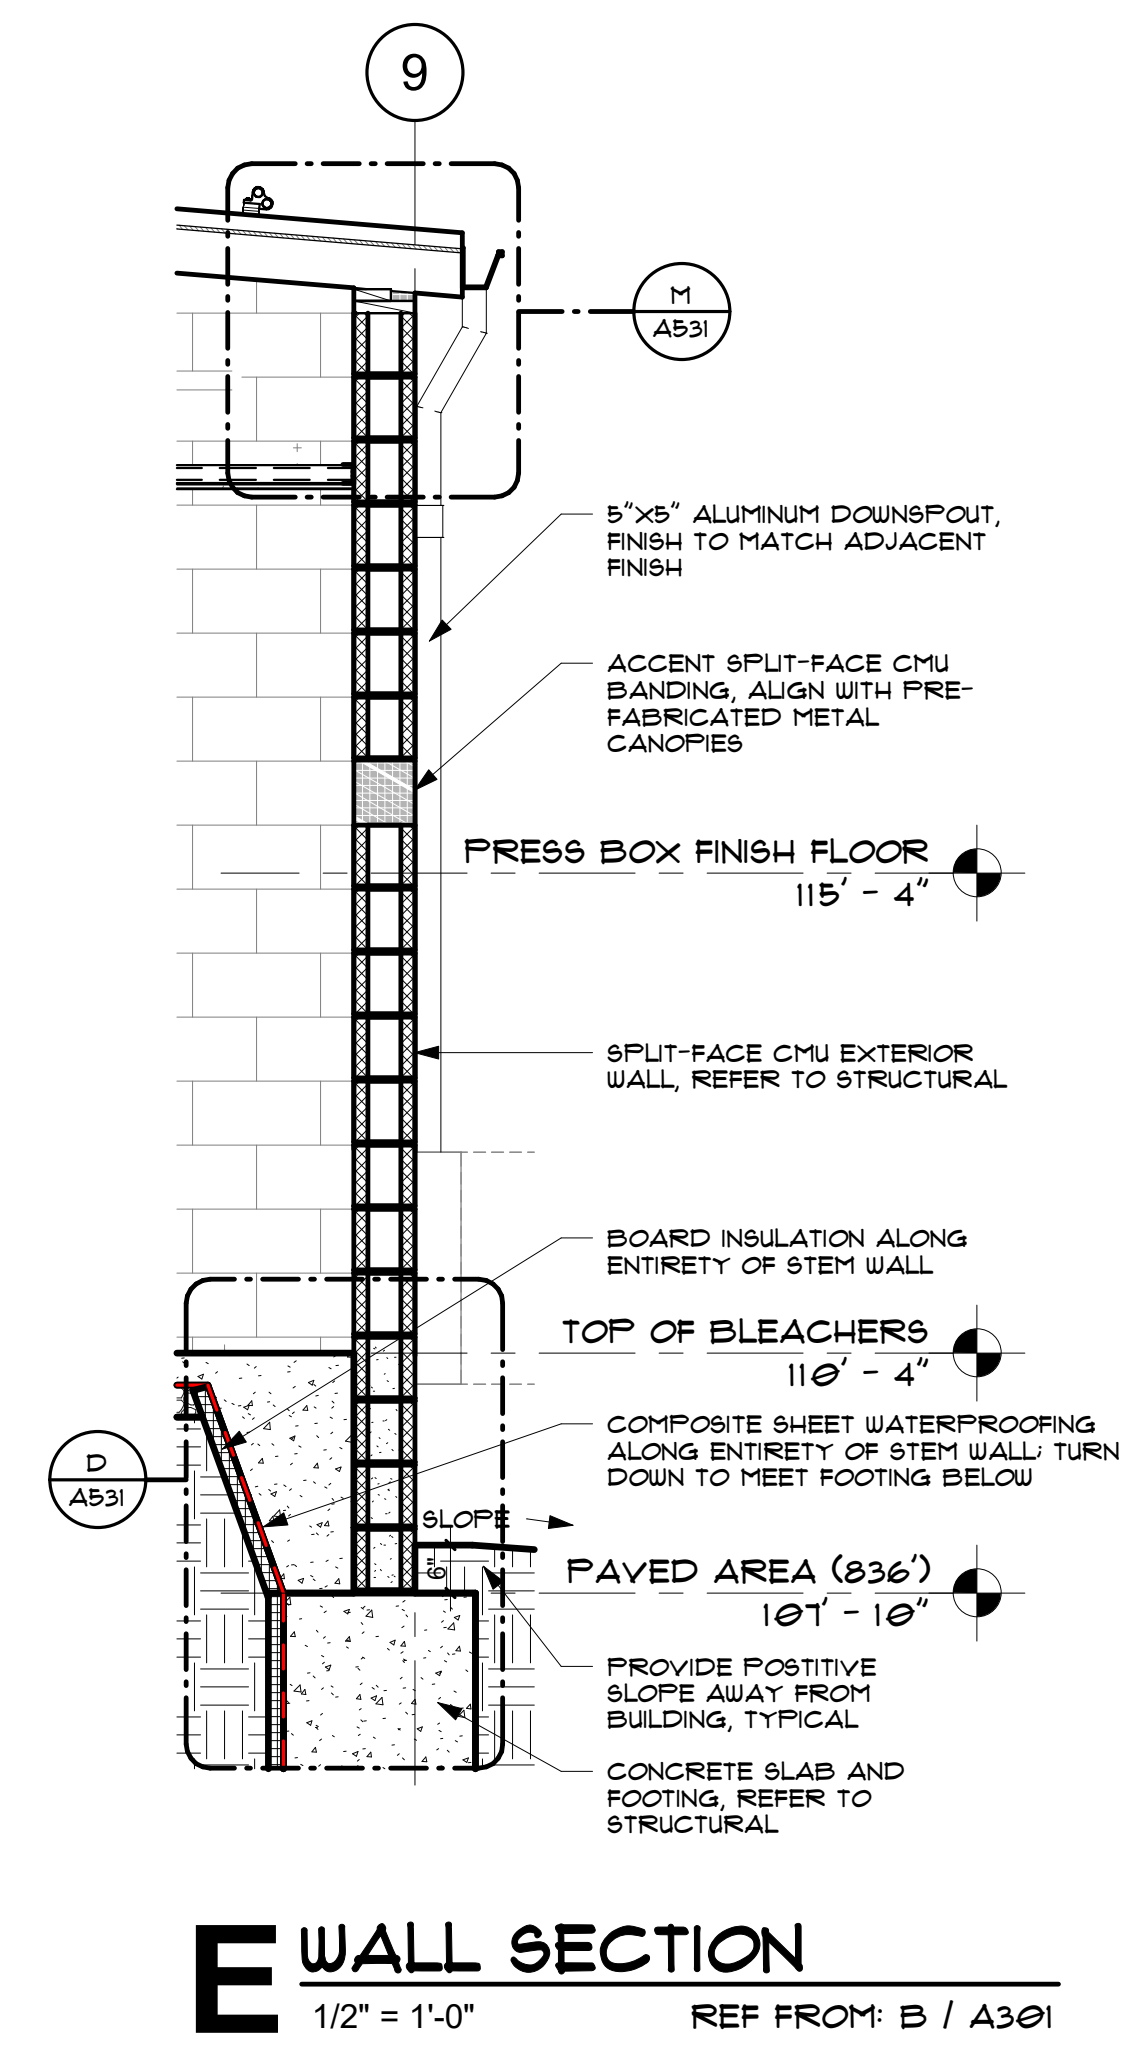 9
M
A531
5"X5" ALUMINUM DOWNSPOUT,
FINISH TO MATCH ADJACENT
FINISH
ACCENT SPLIT-FACE CMU
BANDING, ALIGN WITH PRE-
FABRICATED METAL
CANOPIES
PRESS BOX FINISH FLOOR
115' - 4"
SPLIT-FACE CMU EXTERIOR
WALL, REFER TO STRUCTURAL
BOARD INSULATION ALONG
ENTIRETY OF STEM WALL
TOP OF BLEACHERS
110' - 4"
COMPOSITE SHEET WATERPROOFING
ALONG ENTIRETY OF STEM WALL; TURN
DOWN TO MEET FOOTING BELOW
D
A531
SLOPE
6"
PAVED AREA (836')
107' - 10"
PROVIDE POSTITIVE
SLOPE AWAY FROM
BUILDING, TYPICAL
CONCRETE SLAB AND
FOOTING, REFER TO
STRUCTURAL
E WALL SECTION
1/2" = 1'-0" REF FROM: B / A301